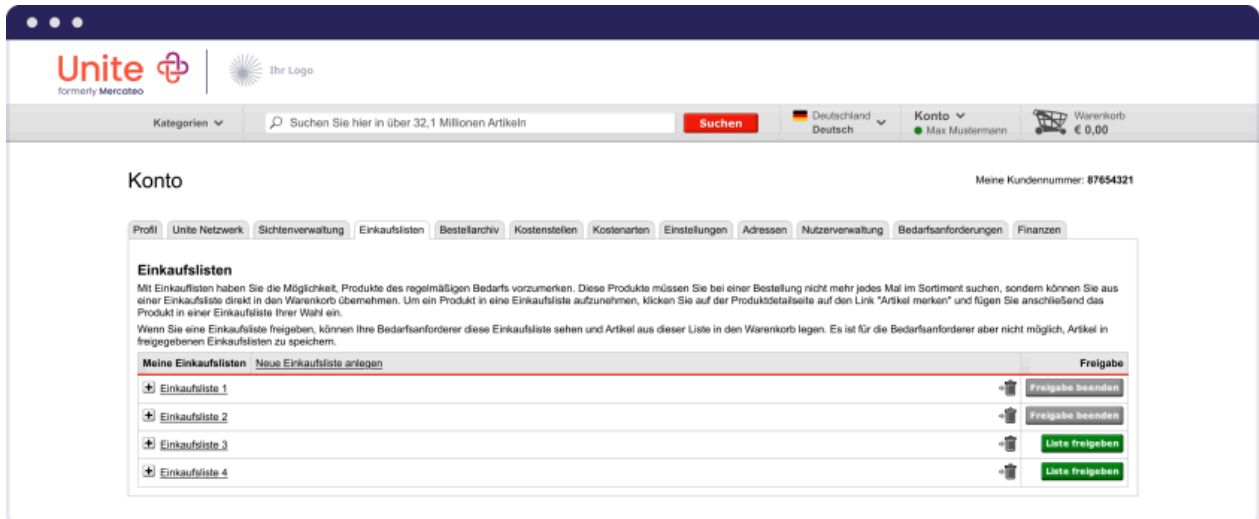 Unite
formerly Mercateo
Ihr Logo
Kategorien
Suchen Sie hier in über 32,1 Millionen Artikeln
Suchen
Deutschland
Deutsch
Konto
Max Mustermann
Warenkorb
€ 0,00
Konto
Meine Kundennummer: 87654321
Profil Unite Netzwerk Sichtenverwaltung Einkaufslisten Bestellarchiv Kostenstellen Kostenarten Einstellungen Adressen Nutzerverwaltung Bedarfsanforderungen Finanzen
Einkaufslisten
Mit Einkauflisten haben Sie die Möglichkeit, Produkte des regelmäßigen Bedarfs vorzumerken. Diese Produkte müssen Sie bei einer Bestellung nicht mehr jedes Mal im Sortiment suchen, sondern können Sie aus
einer Einkaufsliste direkt in den Warenkorb übernehmen. Um ein Produkt in eine Einkaufsliste aufzunehmen, klicken Sie auf der Produktdetailseite auf den Link "Artikel merken" und fügen Sie anschließend das
Produkt in einer Einkaufsliste Ihrer Wahl ein.
Wenn Sie eine Einkaufsliste freigeben, können Ihre Bedarfsanforderer diese Einkaufsliste sehen und Artikel aus dieser Liste in den Warenkorb legen. Es ist für die Bedarfsanforderer aber nicht möglich, Artikel in
freigegebenen Einkaufslisten zu speichern.
Meine Einkaufslisten Neue Einkaufsliste anlegen Freigabe
Einkaufsliste 1 Freigabe beenden
Einkaufsliste 2 Freigabe beenden
Einkaufsliste 3 Liste freigeben
Einkaufsliste 4 Liste freigeben